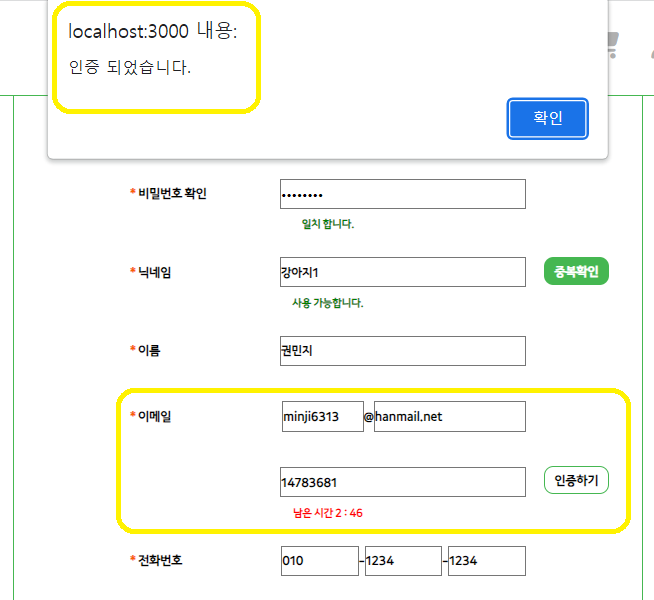 localhost:3000 내용:
인증 되었습니다.
확인
* 비밀번호 확인 ••••••••
일치 합니다.
* 닉네임 강아지1 중복확인
사용 가능합니다.
* 이름 권민지
* 이메일 minji6313 @ hanmail.net
14783681 인증하기
남은 시간 2 : 46
* 전화번호 010 - 1234 - 1234